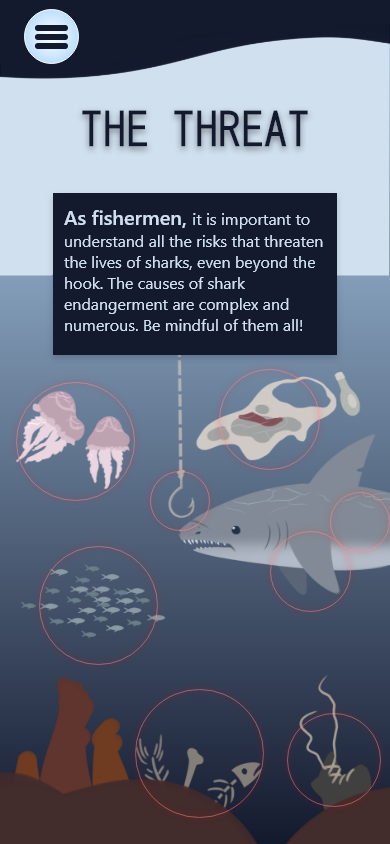 THE THREAT
As fishermen, it is important to
understand all the risks that threaten
the lives of sharks, even beyond the
hook. The causes of shark
endangerment are complex and
numerous. Be mindful of them all!